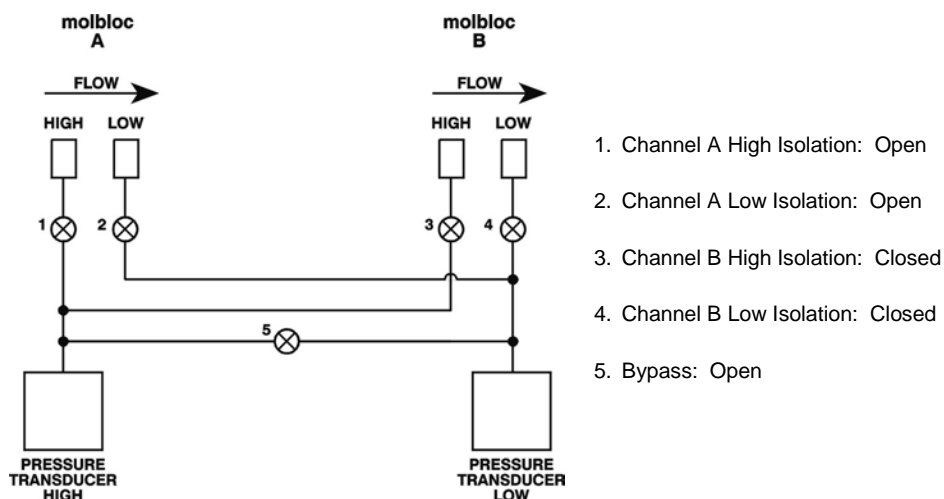 molbloc
A
molbloc
B
FLOW
FLOW
HIGH LOW
HIGH LOW
1
2
3
4
5
PRESSURE
TRANSDUCER
HIGH
PRESSURE
TRANSDUCER
LOW
1. Channel A High Isolation: Open
2. Channel A Low Isolation: Open
3. Channel B High Isolation: Closed
4. Channel B Low Isolation: Closed
5. Bypass: Open